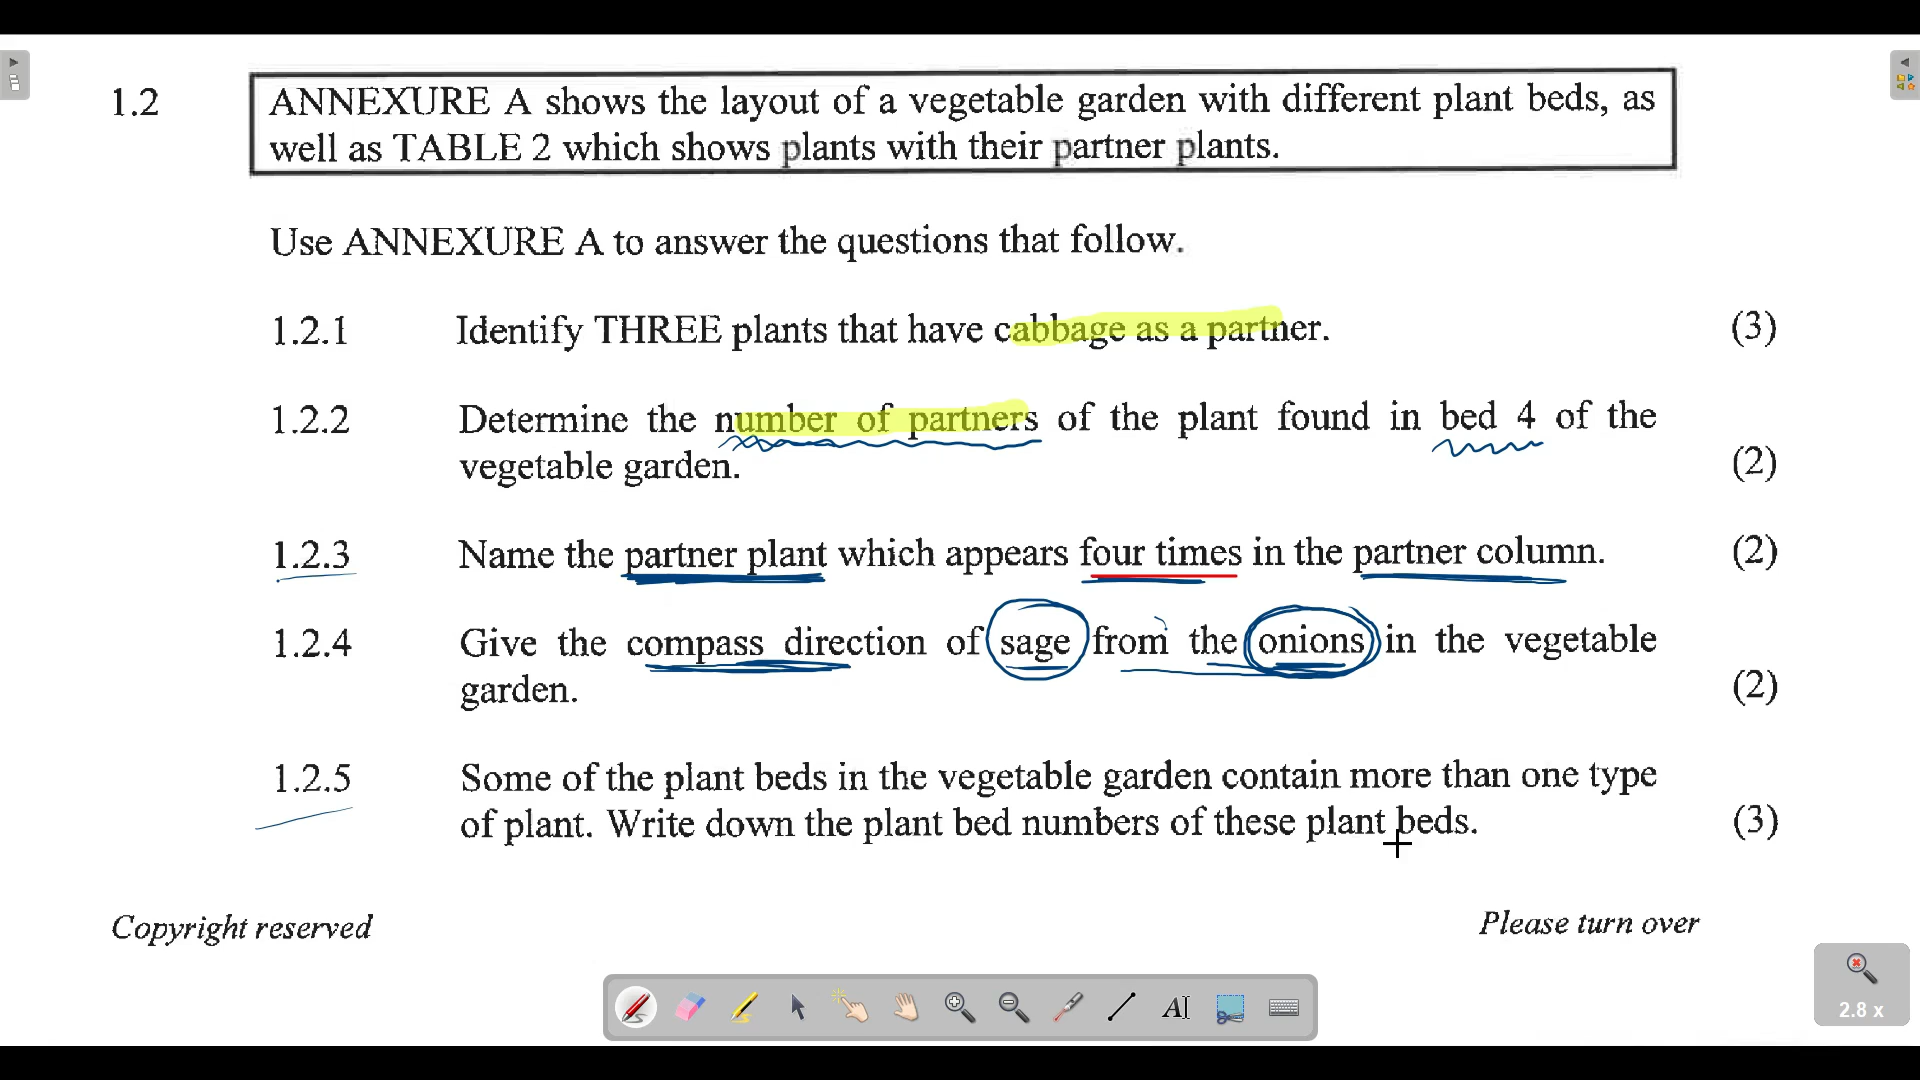 1.2 ANNEXURE A shows the layout of a vegetable garden with different plant beds, as
well as TABLE 2 which shows plants with their partner plants.
Use ANNEXURE A to answer the questions that follow.
1.2.1 Identify THREE plants that have cabbage as a partner. (3)
1.2.2 Determine the number of partners of the plant found in bed 4 of the
vegetable garden. (2)
1.2.3 Name the partner plant which appears four times in the partner column. (2)
1.2.4 Give the compass direction of sage from the onions in the vegetable
garden. (2)
1.2.5 Some of the plant beds in the vegetable garden contain more than one type
of plant. Write down the plant bed numbers of these plant beds. (3)
Copyright reserved Please turn over
AI
2.8 x